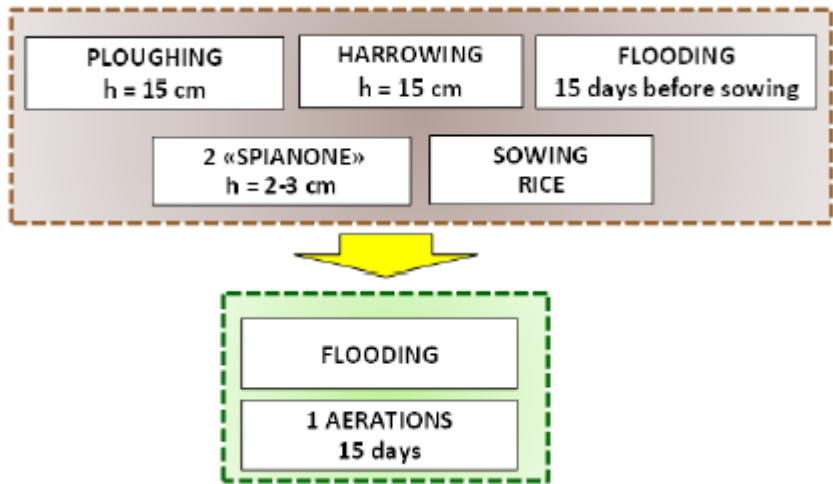 PLOUGHING
h = 15 cm
HARROWING
h = 15 cm
FLOODING
15 days before sowing
2 «SPIANONE»
h = 2-3 cm
SOWING
RICE
FLOODING
1 AERATIONS
15 days